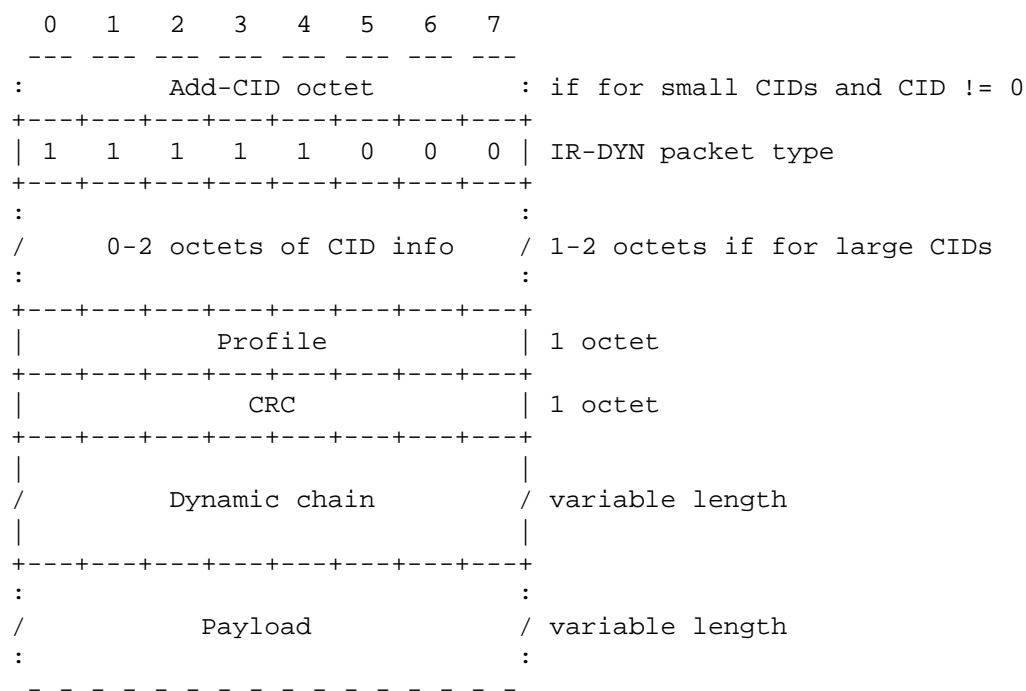 0 1 2 3 4 5 6 7
--- --- --- --- --- --- --- ---
: Add-CID octet : if for small CIDs and CID != 0
+---+---+---+---+---+---+---+---+
| 1 1 1 1 1 0 0 0 | IR-DYN packet type
+---+---+---+---+---+---+---+---+
: :
/ 0-2 octets of CID info / 1-2 octets if for large CIDs
: :
+---+---+---+---+---+---+---+---+
| Profile | 1 octet
+---+---+---+---+---+---+---+---+
| CRC | 1 octet
+---+---+---+---+---+---+---+---+
| |
/ Dynamic chain / variable length
| |
+---+---+---+---+---+---+---+---+
: :
/ Payload / variable length
: :
- - - - - - - - - - - - - - - -